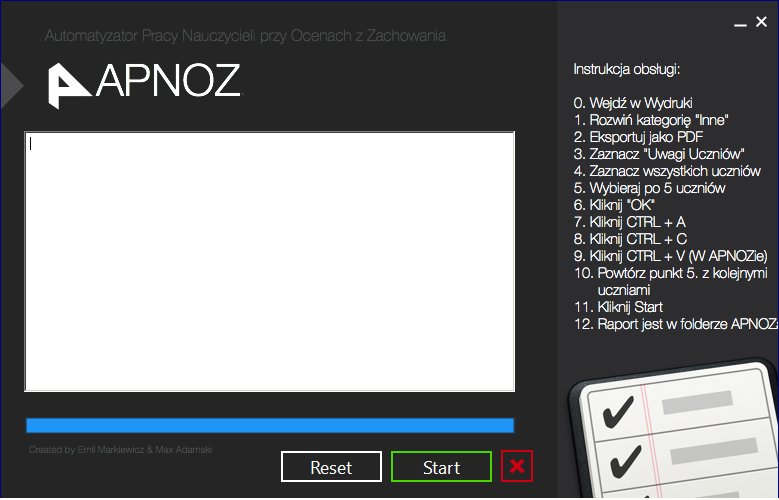 Automatyzator Pracy Nauczycieli przy Ocenach z Zachowania
APNOZ
Created by Emil Markiewicz & Max Adamski
Reset
Start
Instrukcja obsługi:
0. Wejdź w Wydruki
1. Rozwiń kategorię "Inne"
2. Eksportuj jako PDF
3. Zaznacz "Uwagi Uczniów"
4. Zaznacz wszystkich uczniów
5. Wybieraj po 5 uczniów
6. Kliknij "OK"
7. Kliknij CTRL + A
8. Kliknij CTRL + C
9. Kliknij CTRL + V (W APNOZie)
10. Powtórz punkt 5. z kolejnymi
uczniami
11. Kliknij Start
12. Raport jest w folderze APNOZa